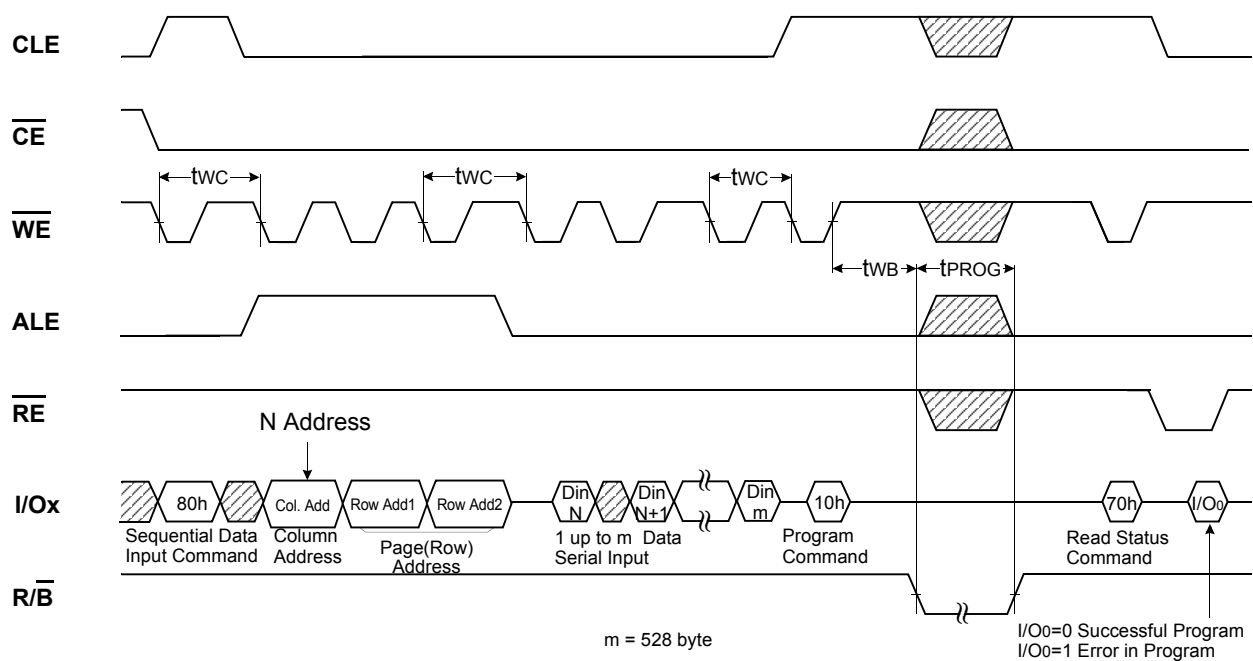 CLE
CE
tWC
tWC
tWC
WE
tWB
tPROG
ALE
RE
N Address
I/Ox
80h
Col. Add
Row Add1
Row Add2
Din
N
Din
N+1
Din
m
10h
70h
I/O0
Sequential Data
Input Command
Column
Address
Page(Row)
Address
1 up to m Data
Serial Input
Program
Command
Read Status
Command
R/B
m = 528 byte
I/O0=0 Successful Program
I/O0=1 Error in Program